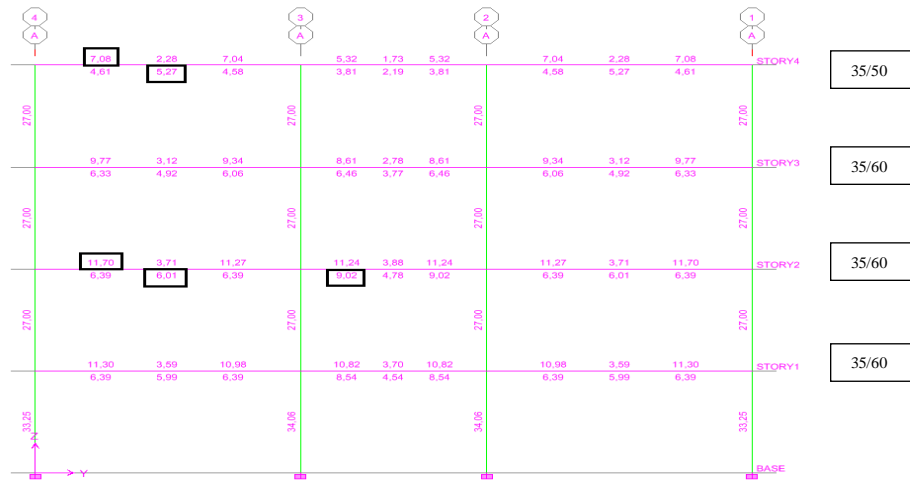 4 3 2 1
A A A A
7,08 2,28 7,04 5,32 1,73 5,32 7,04 2,28 7,08 STORY4
4,61 5,27 4,58 3,81 2,19 3,81 4,58 5,27 4,61
35/50
27,00 27,00 27,00 27,00
9,77 3,12 9,34 8,61 2,78 8,61 9,34 3,12 9,77 STORY3
6,33 4,92 6,06 6,46 3,77 6,46 6,06 4,92 6,33
35/60
27,00 27,00 27,00 27,00
11,70 3,71 11,27 11,24 3,88 11,24 11,27 3,71 11,70 STORY2
6,39 6,01 6,39 9,02 4,78 9,02 6,39 6,01 6,39
35/60
27,00 27,00 27,00 27,00
11,30 3,59 10,98 10,82 3,70 10,82 10,98 3,59 11,30 STORY1
6,39 5,99 6,39 8,54 4,54 8,54 6,39 5,99 6,39
35/60
33,25 34,06 34,06 33,25
Z
Y
BASE